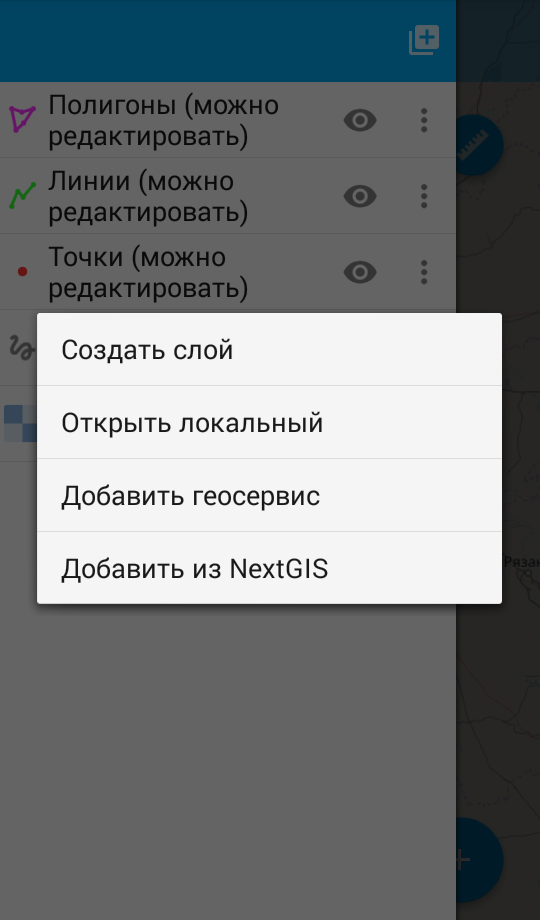 Полигоны (можно
редактировать)
Линии (можно
редактировать)
Точки (можно
редактировать)
Создать слой
Открыть локальный
Добавить геосервис
Добавить из NextGIS